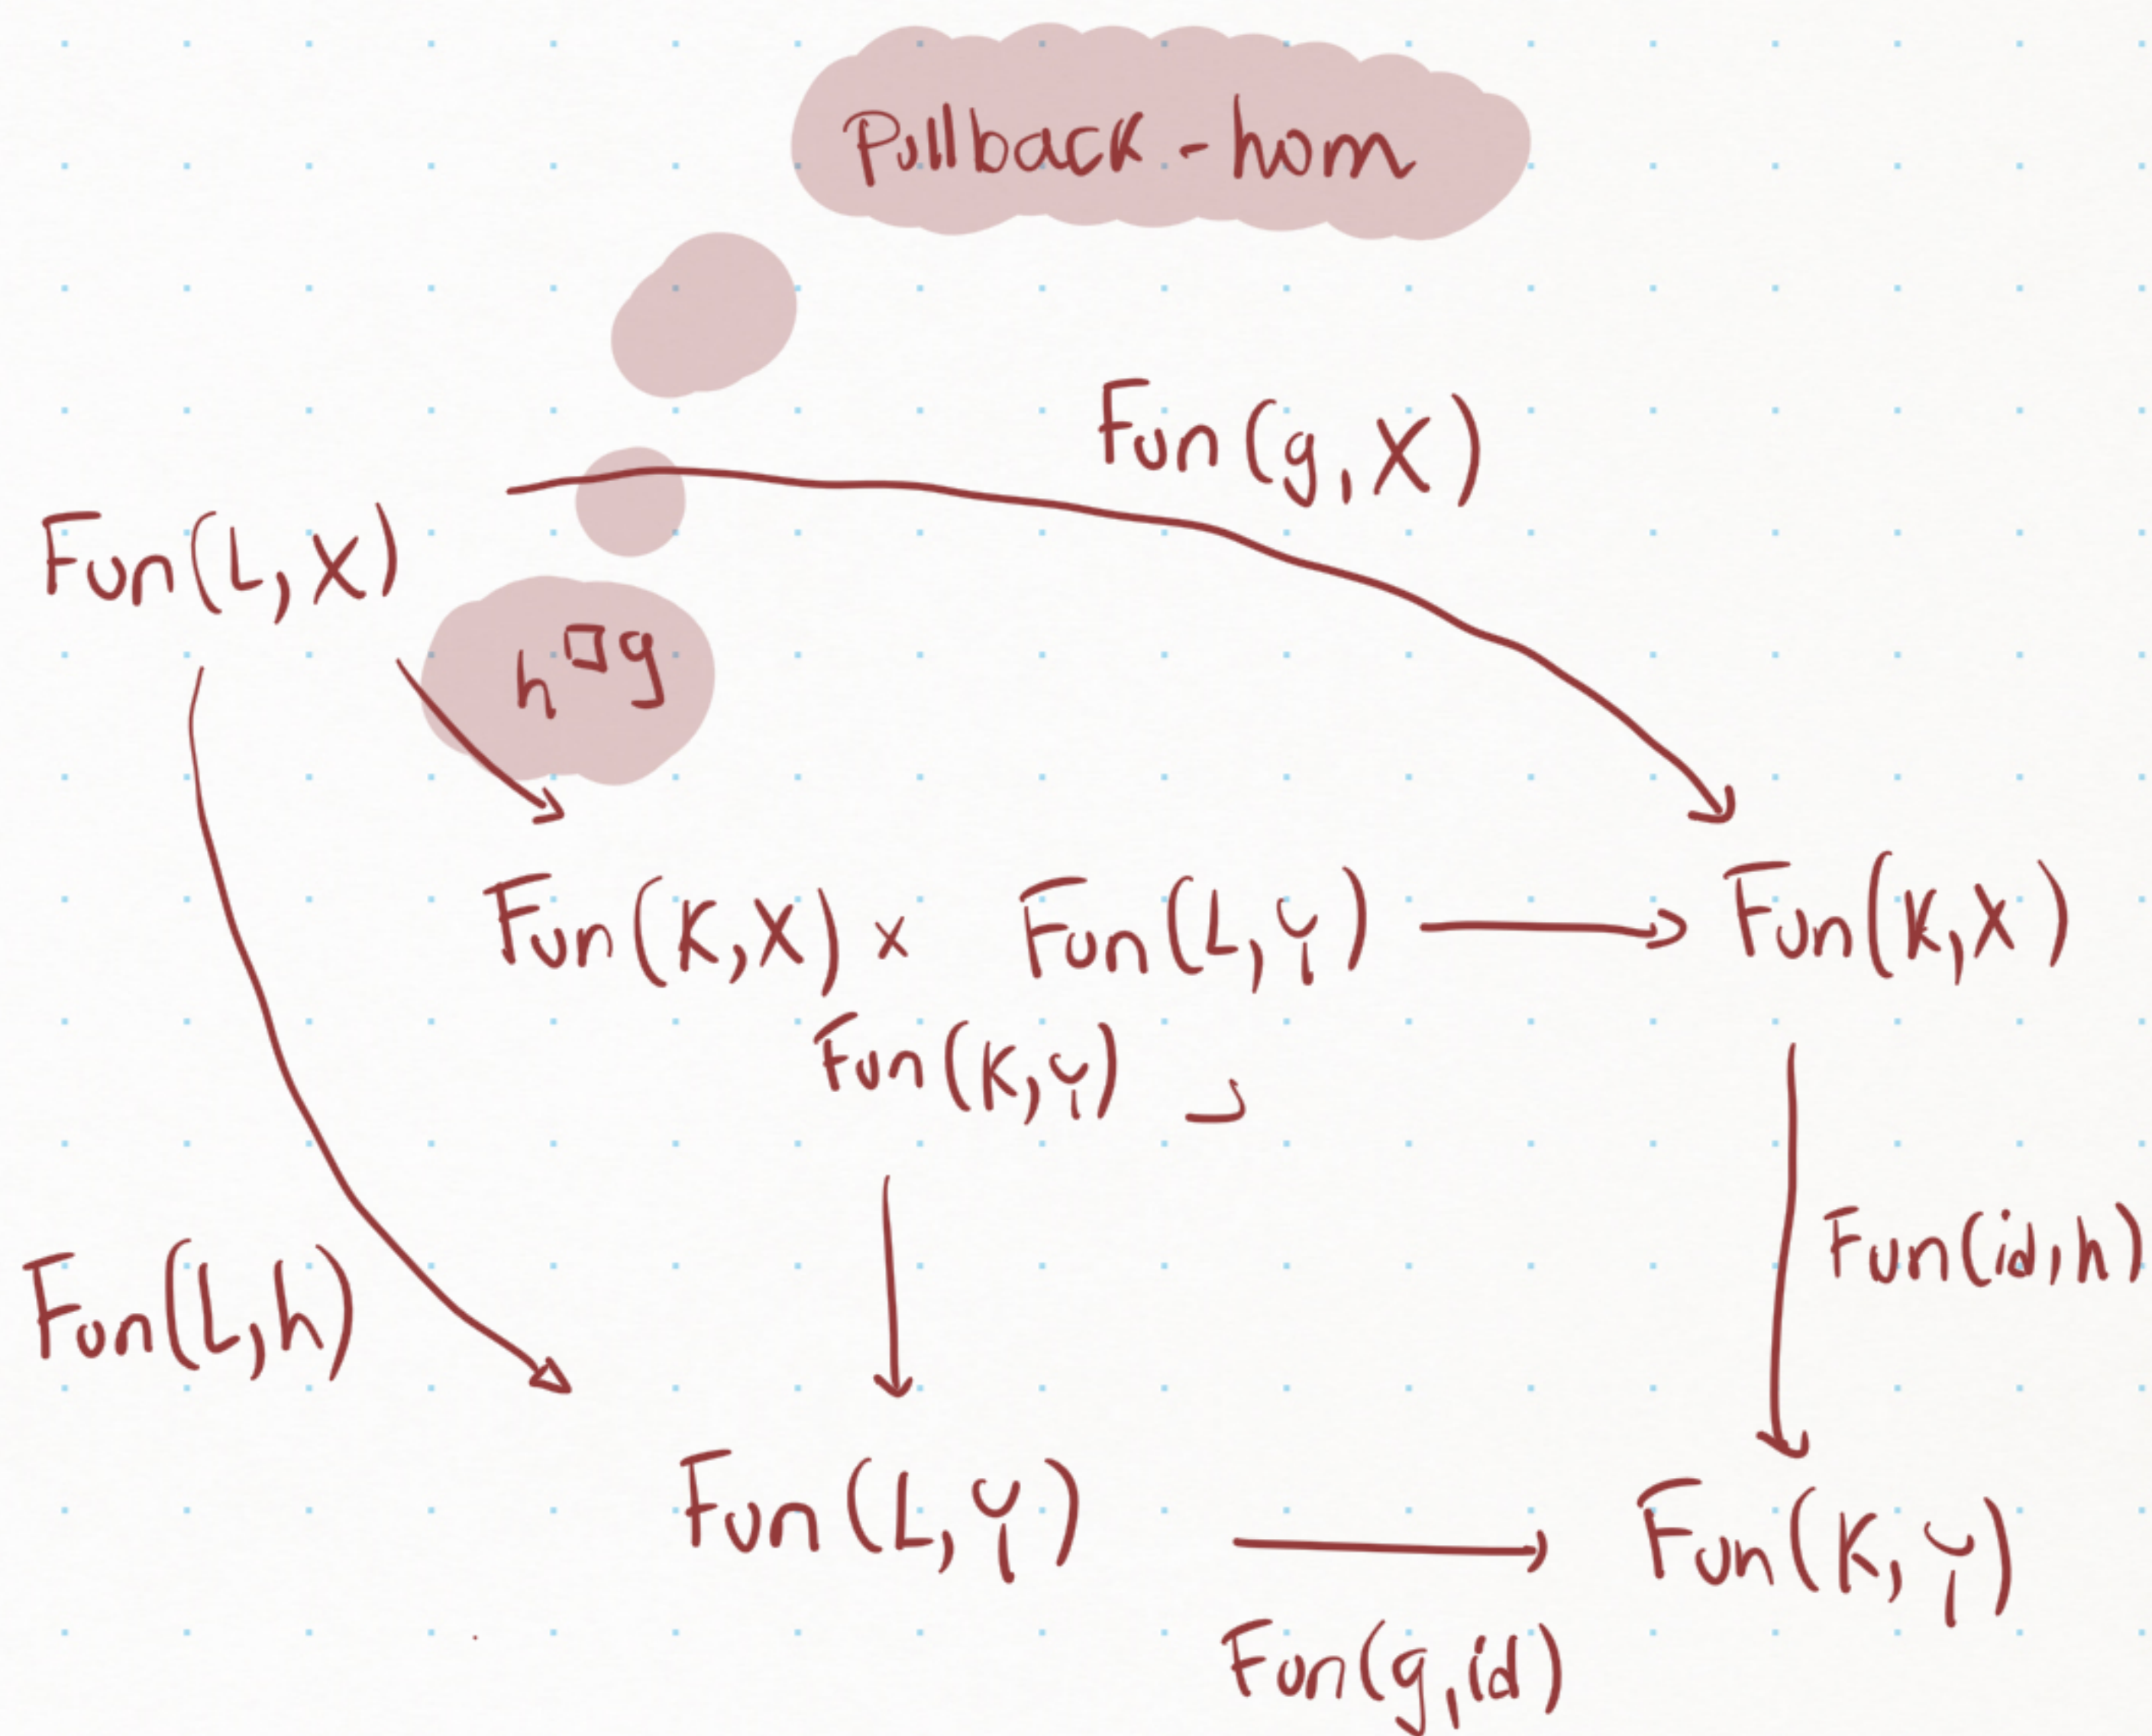 Pullback-hom
Fun(g,X)
Fun(L,X)
h□g
Fun(K,X) × Fun(L,Y) → Fun(K,X)
Fun(K,Y) ⌟
Fun(id,h)
Fun(L,h)
Fun(L,Y) → Fun(K,Y)
Fun(g,id)